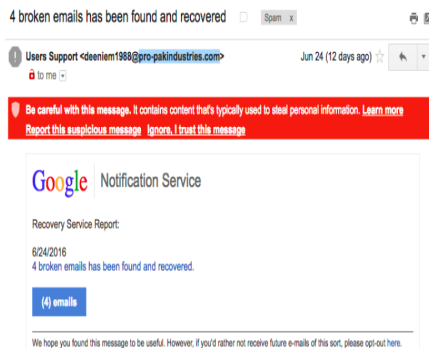 4 broken emails has been found and recovered Spam x
Users Support <deeniem1988@pro-pakindustries.com> Jun 24 (12 days ago)
to me
Be careful with this message. It contains content that's typically used to steal personal information. Learn more
Report this suspicious message Ignore, I trust this message
Google Notification Service
Recovery Service Report:
6/24/2016
4 broken emails has been found and recovered.
(4) emails
We hope you found this message to be useful. However, if you'd rather not receive future e-mails of this sort, please opt-out here.